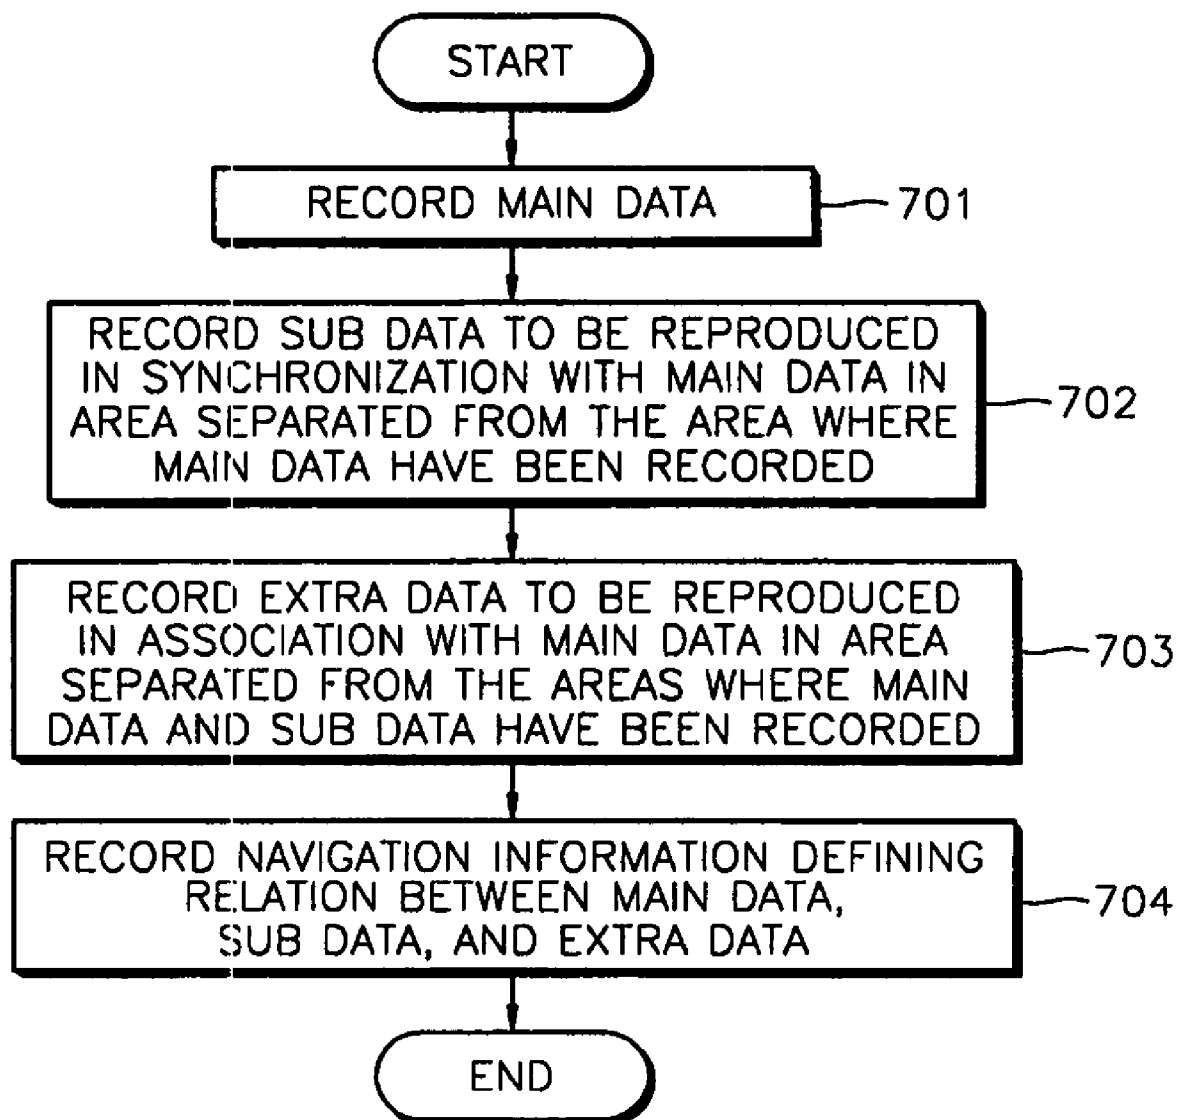 START
RECORD MAIN DATA
701
RECORD SUB DATA TO BE REPRODUCED
IN SYNCHRONIZATION WITH MAIN DATA IN
AREA SEPARATED FROM THE AREA WHERE
MAIN DATA HAVE BEEN RECORDED
702
RECORD EXTRA DATA TO BE REPRODUCED
IN ASSOCIATION WITH MAIN DATA IN AREA
SEPARATED FROM THE AREAS WHERE MAIN
DATA AND SUB DATA HAVE BEEN RECORDED
703
RECORD NAVIGATION INFORMATION DEFINING
RELATION BETWEEN MAIN DATA,
SUB DATA, AND EXTRA DATA
704
END